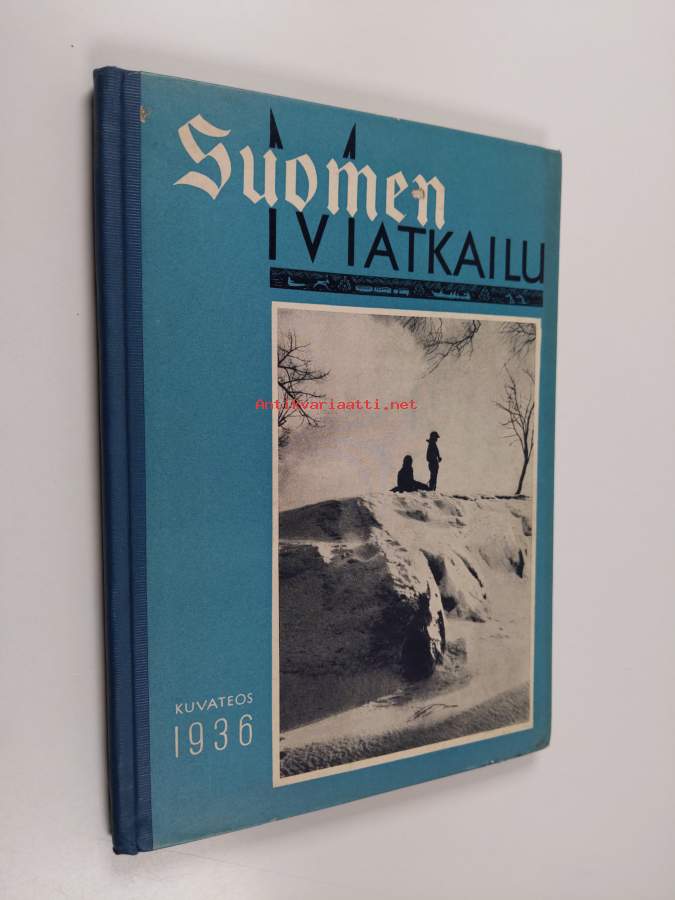 Suomen
MATKAILU
Antikvariaatti.net
KUVATEOS
1936